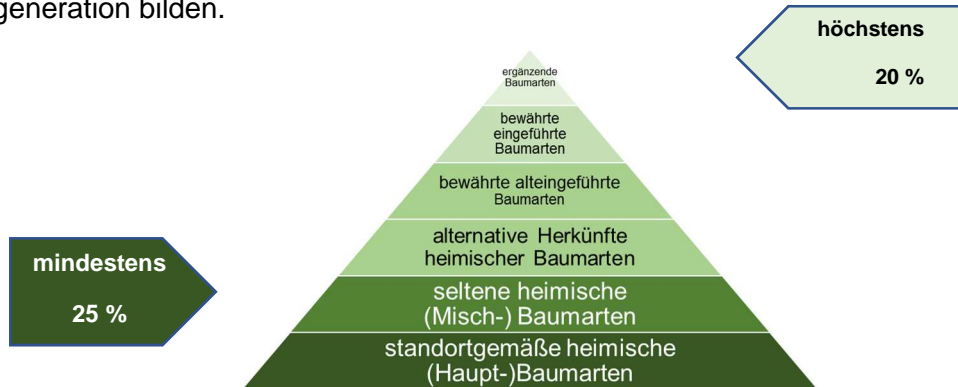 generation bilden.
höchstens
20 %
ergänzende
Baumarten
bewährte
eingeführte
Baumarten
bewährte alteingeführte
Baumarten
alternative Herkünfte
heimischer Baumarten
mindestens
25 %
seltene heimische
(Misch-) Baumarten
standortgemäße heimische
(Haupt-)Baumarten